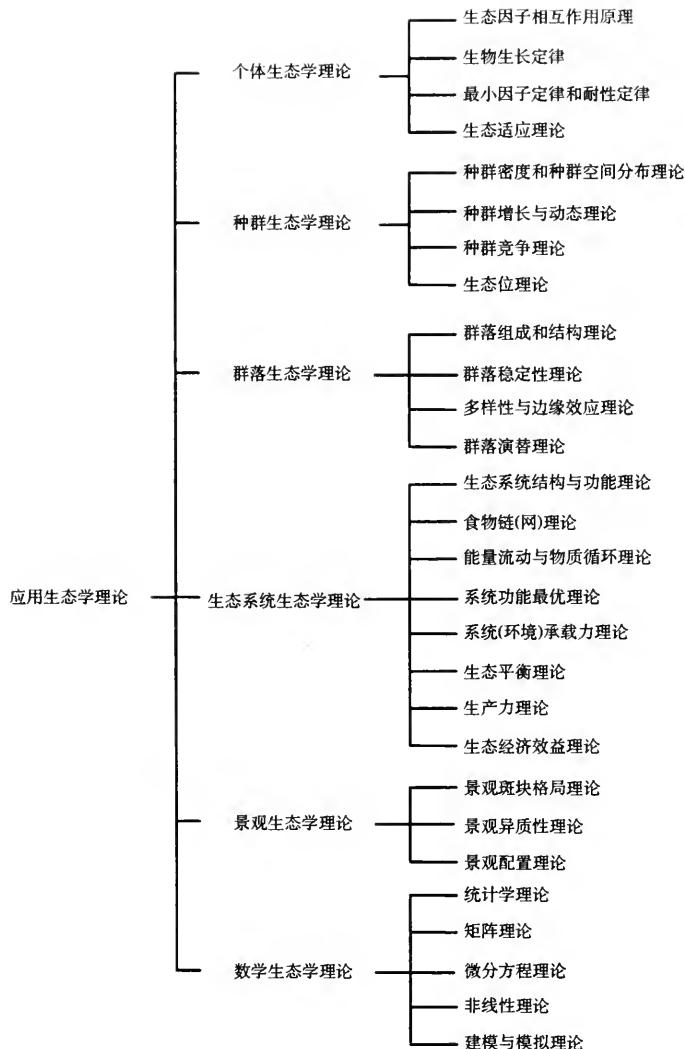 应用生态学理论
个体生态学理论
生态因子相互作用原理
生物生长定律
最小因子定律和耐性定律
生态适应理论
种群生态学理论
种群密度和种群空间分布理论
种群增长与动态理论
种群竞争理论
生态位理论
群落生态学理论
群落组成和结构理论
群落稳定性理论
多样性与边缘效应理论
群落演替理论
生态系统生态学理论
生态系统结构与功能理论
食物链(网)理论
能量流动与物质循环理论
系统功能最优理论
系统(环境)承载力理论
生态平衡理论
生产力理论
生态经济效益理论
景观生态学理论
景观斑块格局理论
景观异质性理论
景观配置理论
数学生态学理论
统计学理论
矩阵理论
微分方程理论
非线性理论
建模与模拟理论